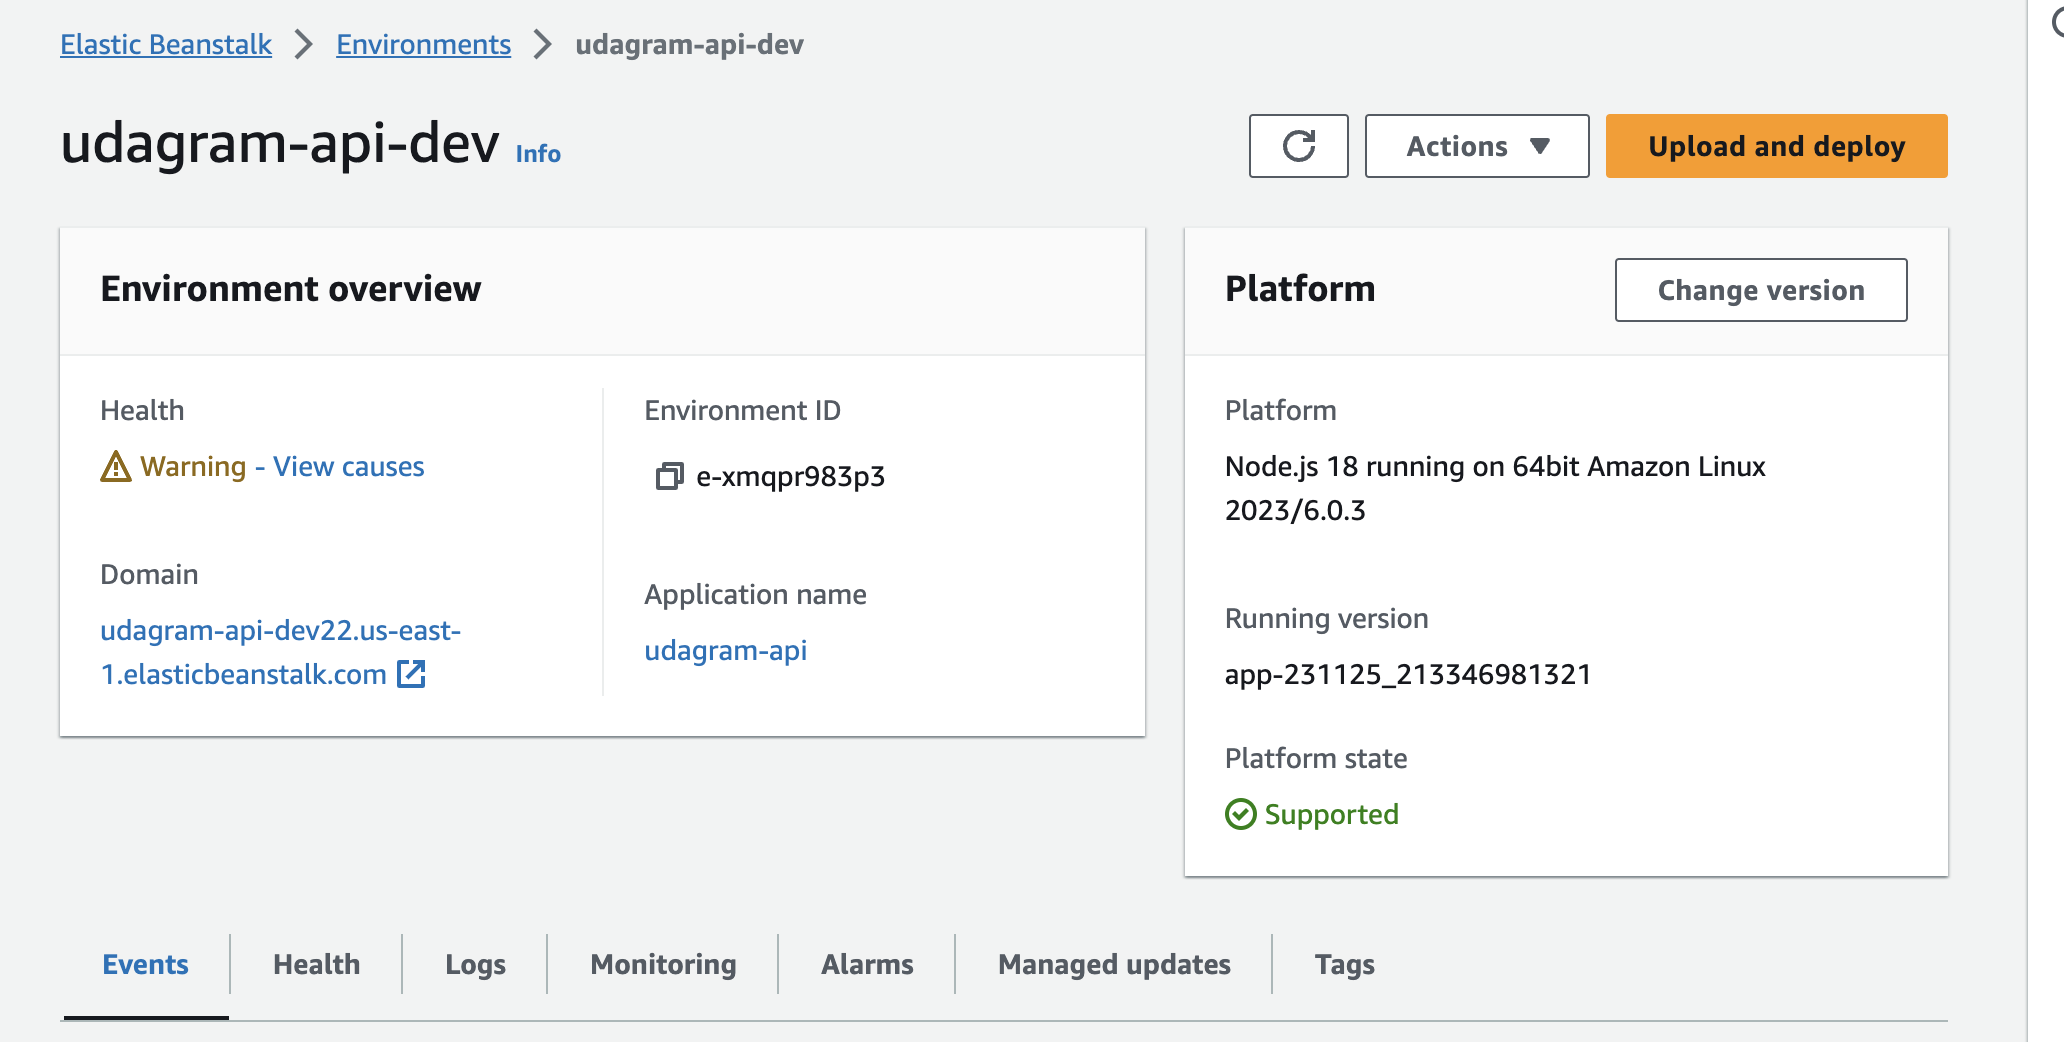 Elastic Beanstalk > Environments > udagram-api-dev
udagram-api-dev Info
Actions
Upload and deploy
Environment overview
Health
Warning - View causes
Domain
udagram-api-dev22.us-east-
1.elasticbeanstalk.com
Environment ID
e-xmqpr983p3
Application name
udagram-api
Platform
Change version
Platform
Node.js 18 running on 64bit Amazon Linux
2023/6.0.3
Running version
app-231125_213346981321
Platform state
Supported
Events Health Logs Monitoring Alarms Managed updates Tags